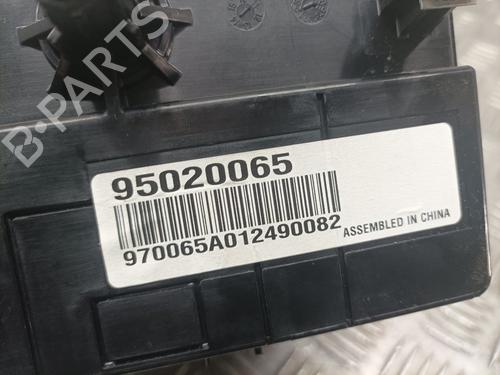 B-PARTS
95020065
970065A012490082
ASSEMBLED IN CHINA